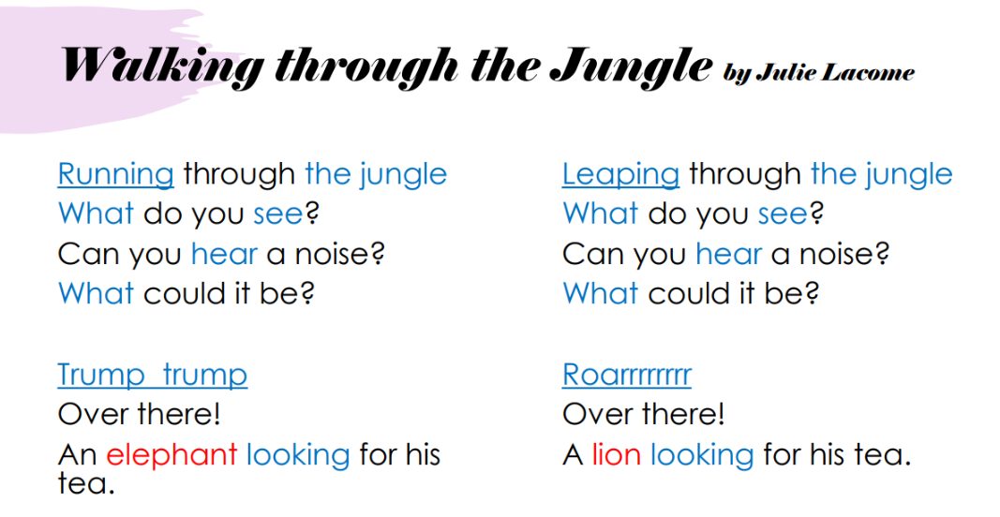 Walking through the Jungle by Julie Lacome
Running through the jungle
What do you see?
Can you hear a noise?
What could it be?
Trump  trump
Over there!
An elephant looking for his
tea.
Leaping through the jungle
What do you see?
Can you hear a noise?
What could it be?
Roarrrrrrrr
Over there!
A lion looking for his tea.